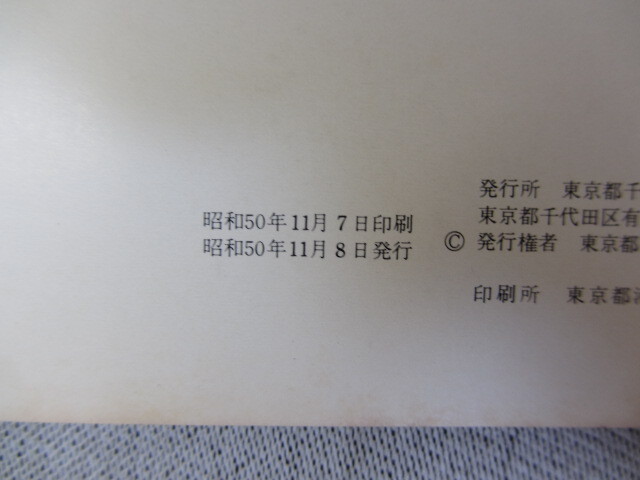 昭和50年11月7日印刷
昭和50年11月8日発行
発行所 東京都千
東京都千代田区有
© 発行権者 東京都
印刷所 東京都